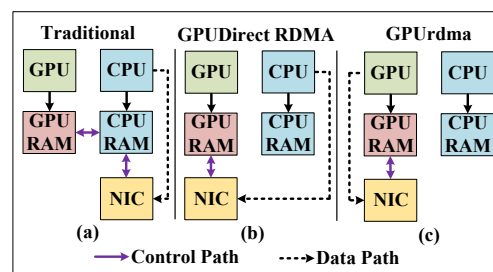 Traditional
GPUDirect RDMA
GPUrdma
GPU
CPU
GPU
CPU
GPU
CPU
GPU
RAM
CPU
RAM
GPU
RAM
CPU
RAM
GPU
RAM
CPU
RAM
NIC
NIC
NIC
(a)
(b)
(c)
Control Path
Data Path